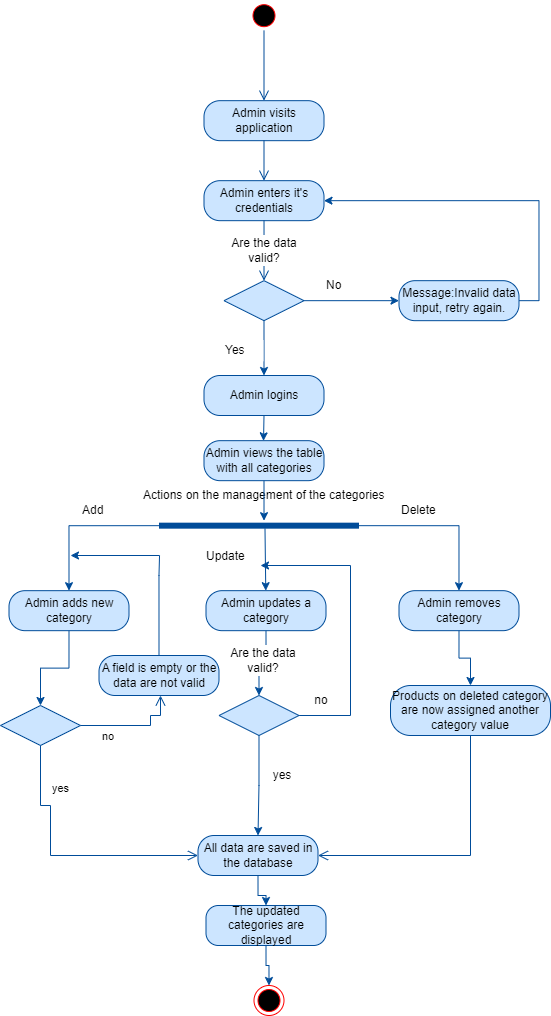 Admin visits
application
Admin enters it's
credentials
Are the data
valid?
No
Message:Invalid data
input, retry again.
Yes
Admin logins
Admin views the table
with all categories
Actions on the management of the categories
Add
Delete
Update
Admin adds new
category
Admin updates a
category
Admin removes
category
A field is empty or the
data are not valid
Are the data
valid?
Products on deleted category
are now assigned another
category value
no
no
yes
yes
All data are saved in
the database
The updated
categories are
displayed